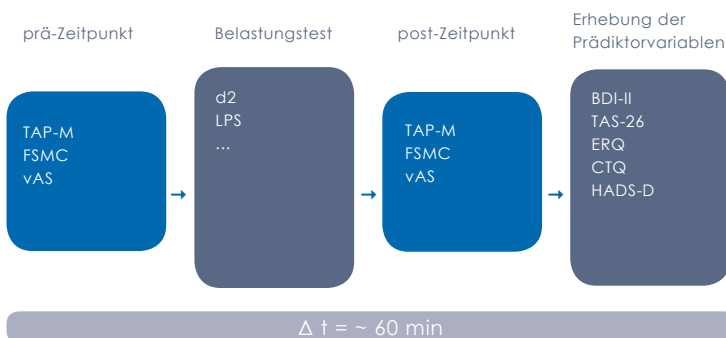 prä-Zeitpunkt
Belastungstest
post-Zeitpunkt
Erhebung der
Prädiktorvariablen
TAP-M
FSMC
vAS
d2
LPS
...
TAP-M
FSMC
vAS
BDI-II
TAS-26
ERQ
CTQ
HADS-D
Δ t = ~ 60 min